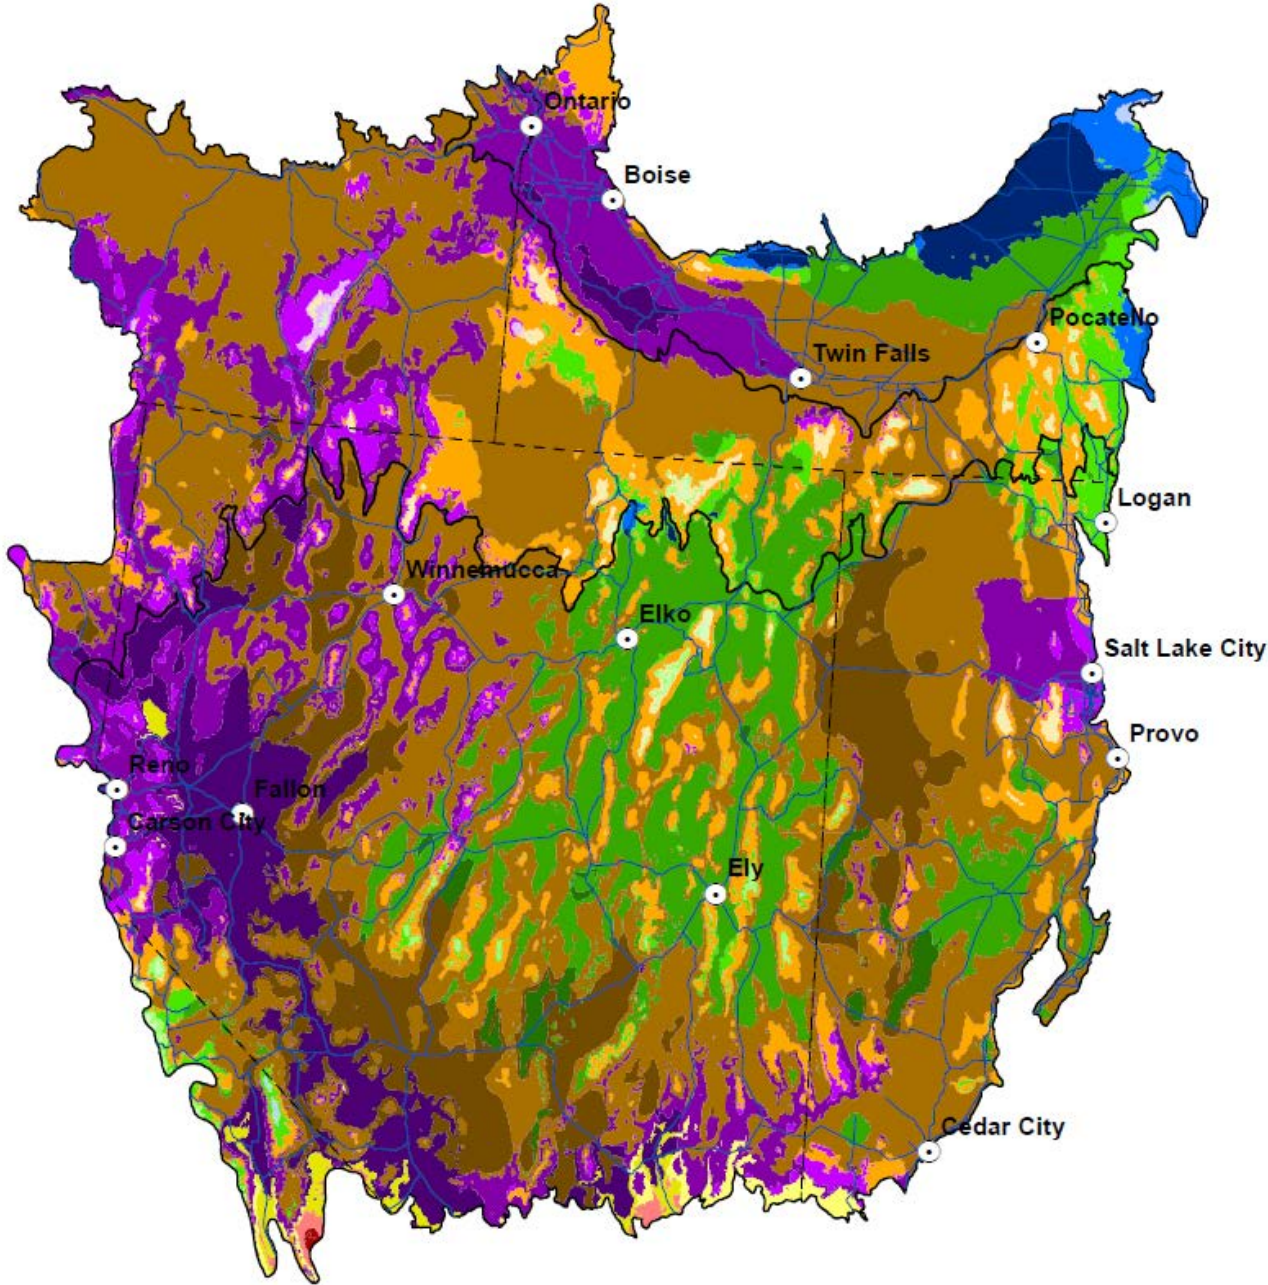 Ontario
Boise
Pocatello
Twin Falls
Logan
Winnemucca
Elko
Salt Lake City
Provo
Reno
Fallon
Carson City
Ely
Cedar City